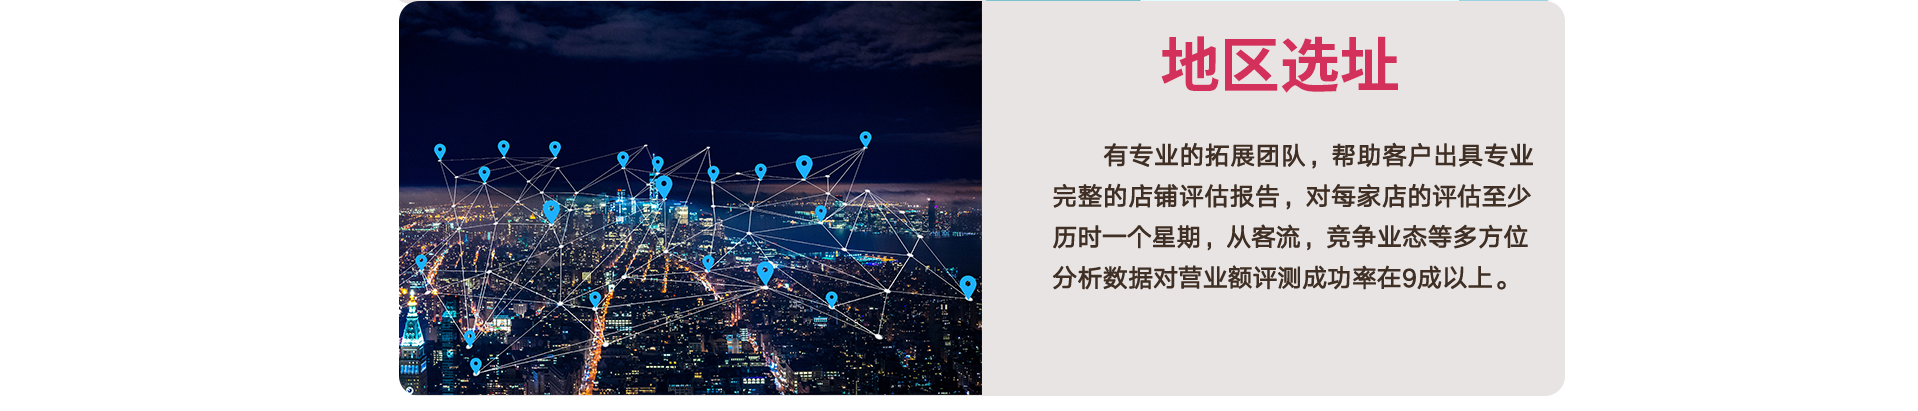 地区选址
有专业的拓展团队，帮助客户出具专业
完整的店铺评估报告，对每家店的评估至少
历时一个星期，从客流，竞争业态等多方位
分析数据对营业额评测成功率在9成以上。